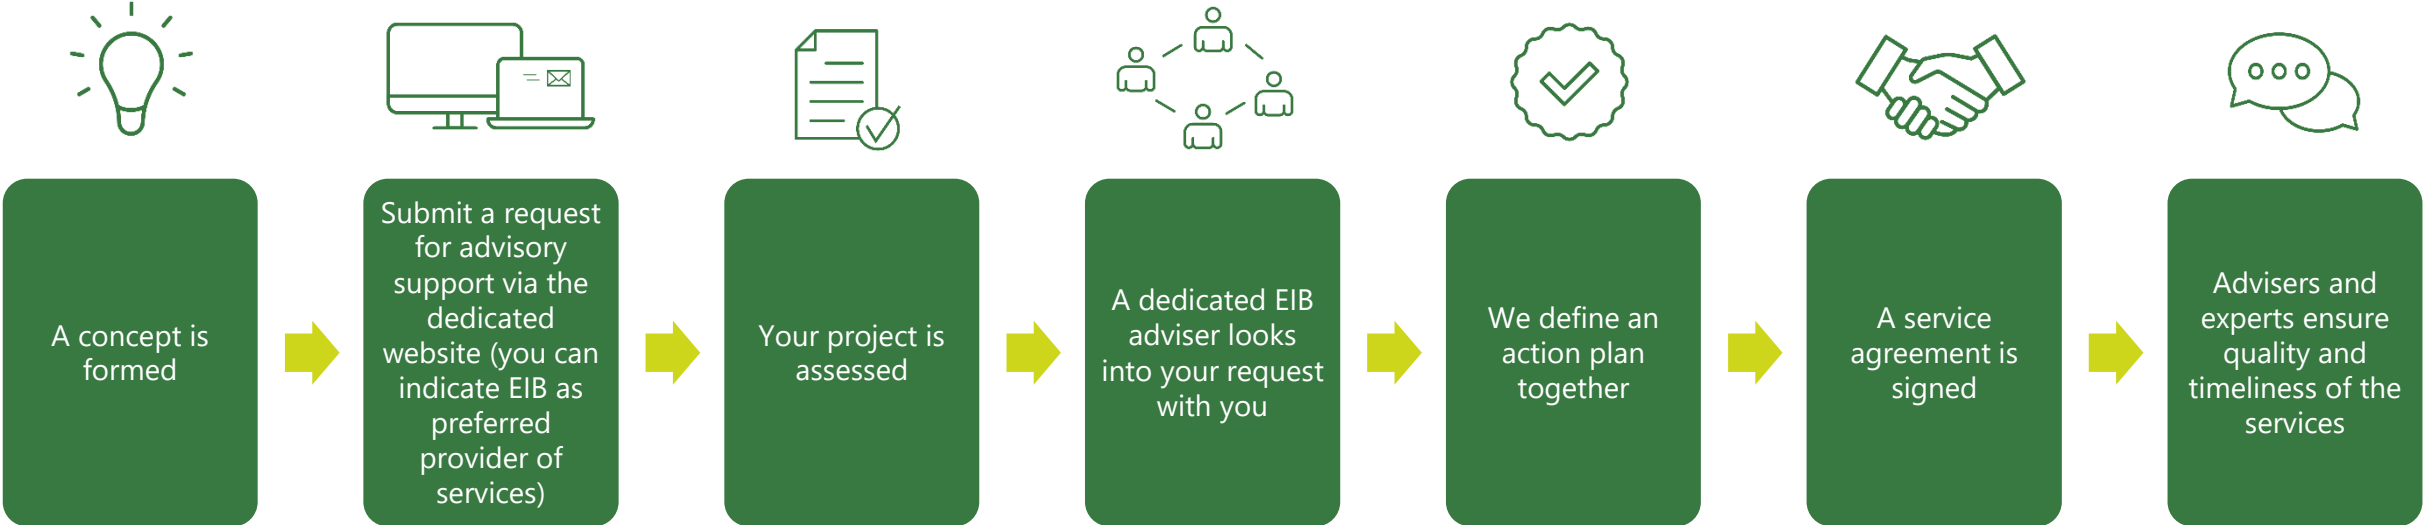 A concept is
formed
Submit a request
for advisory
support via the
dedicated
website (you can
indicate EIB as
preferred
provider of
services)
Your project is
assessed
A dedicated EIB
adviser looks
into your request
with you
We define an
action plan
together
A service
agreement is
signed
Advisers and
experts ensure
quality and
timeliness of the
services